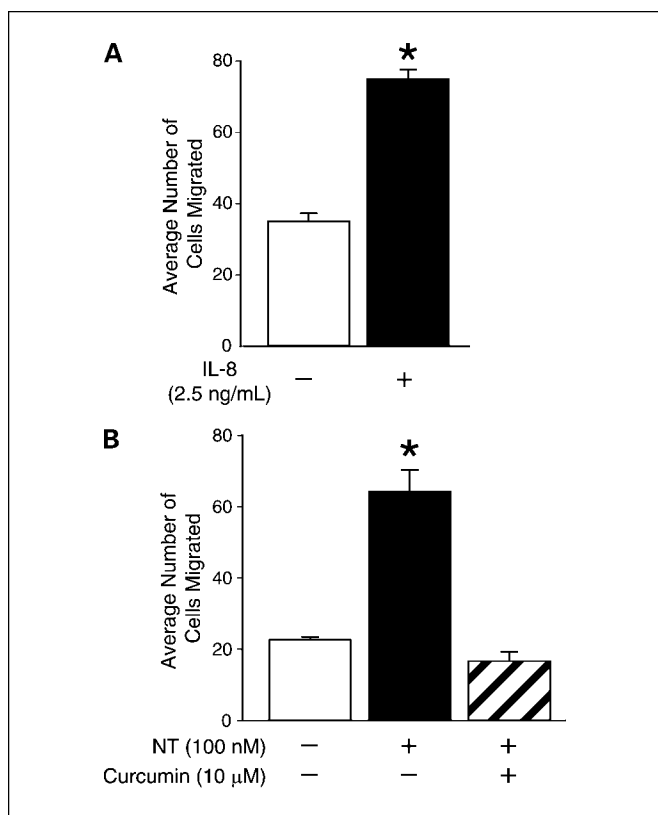 A
*
80
60
40
20
0
Average Number of
Cells Migrated
IL-8
(2.5 ng/mL)
− +
B
*
80
60
40
20
0
Average Number of
Cells Migrated
NT (100 nM) − + +
Curcumin (10 μM) − − +